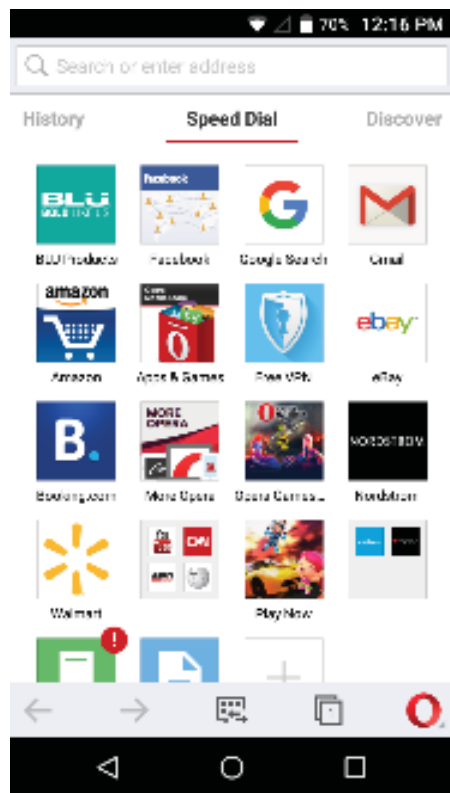 70% 12:16 PM
Search or enter address
History Speed Dial Discover
BLU
facebook
G
BLU Products Facebook Google Search Gmail
amazon
ebay
Amazon Apps & Games Free VPN eBay
MORE
OPERA
B.
NORDSTROM
Booking.com More Opera Opera Games...  Nordstrom
Walmart Play Now